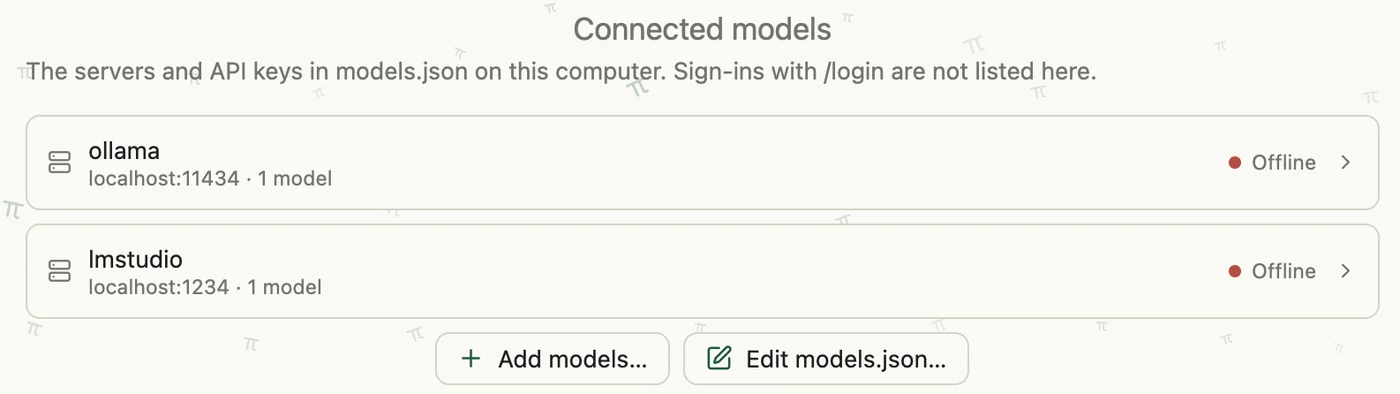 Connected models
The servers and API keys in models.json on this computer. Sign-ins with /login are not listed here.
ollama
localhost:11434 · 1 model
Offline
lmstudio
localhost:1234 · 1 model
Offline
Add models...
Edit models.json...